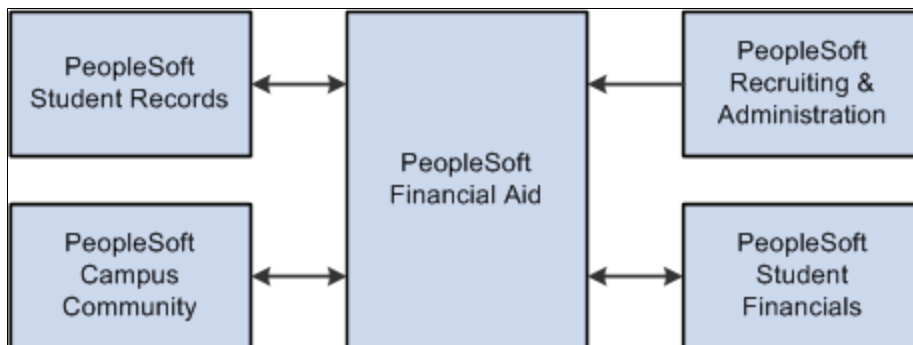 PeopleSoft
Student Records
PeopleSoft
Recruiting &
Administration
PeopleSoft
Financial Aid
PeopleSoft
Campus
Community
PeopleSoft
Student
Financials